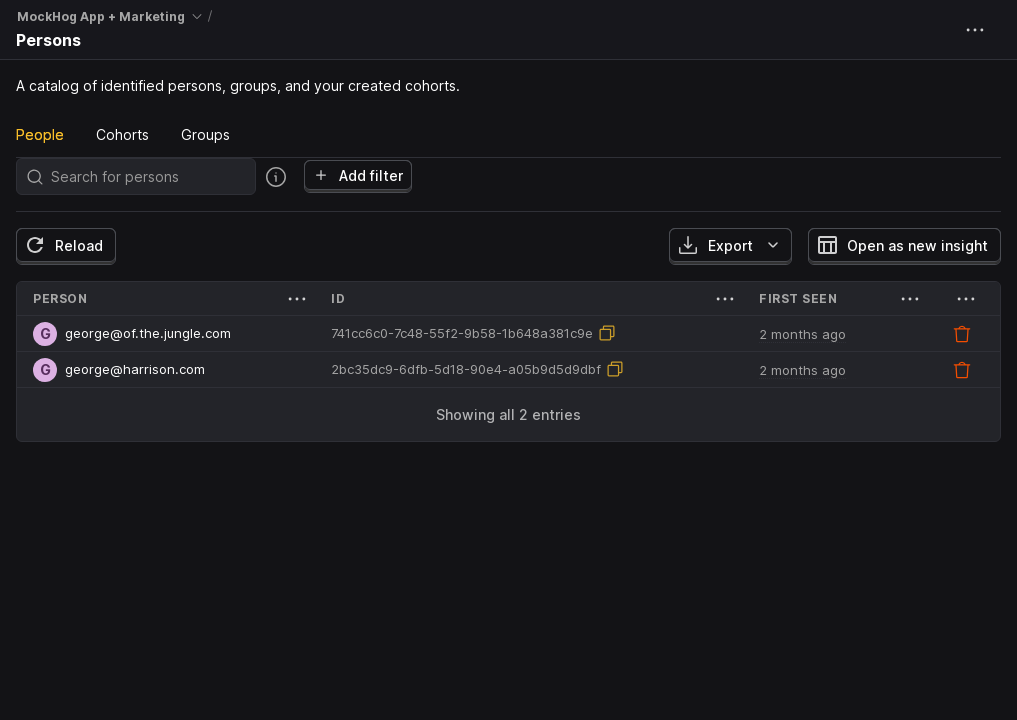 MockHog App + Marketing /
Persons
A catalog of identified persons, groups, and your created cohorts.
People Cohorts Groups
Search for persons Add filter
Reload Export Open as new insight
PERSON ID FIRST SEEN
G george@of.the.jungle.com 741cc6c0-7c48-55f2-9b58-1b648a381c9e 2 months ago
G george@harrison.com 2bc35dc9-6dfb-5d18-90e4-a05b9d5d9dbf 2 months ago
Showing all 2 entries